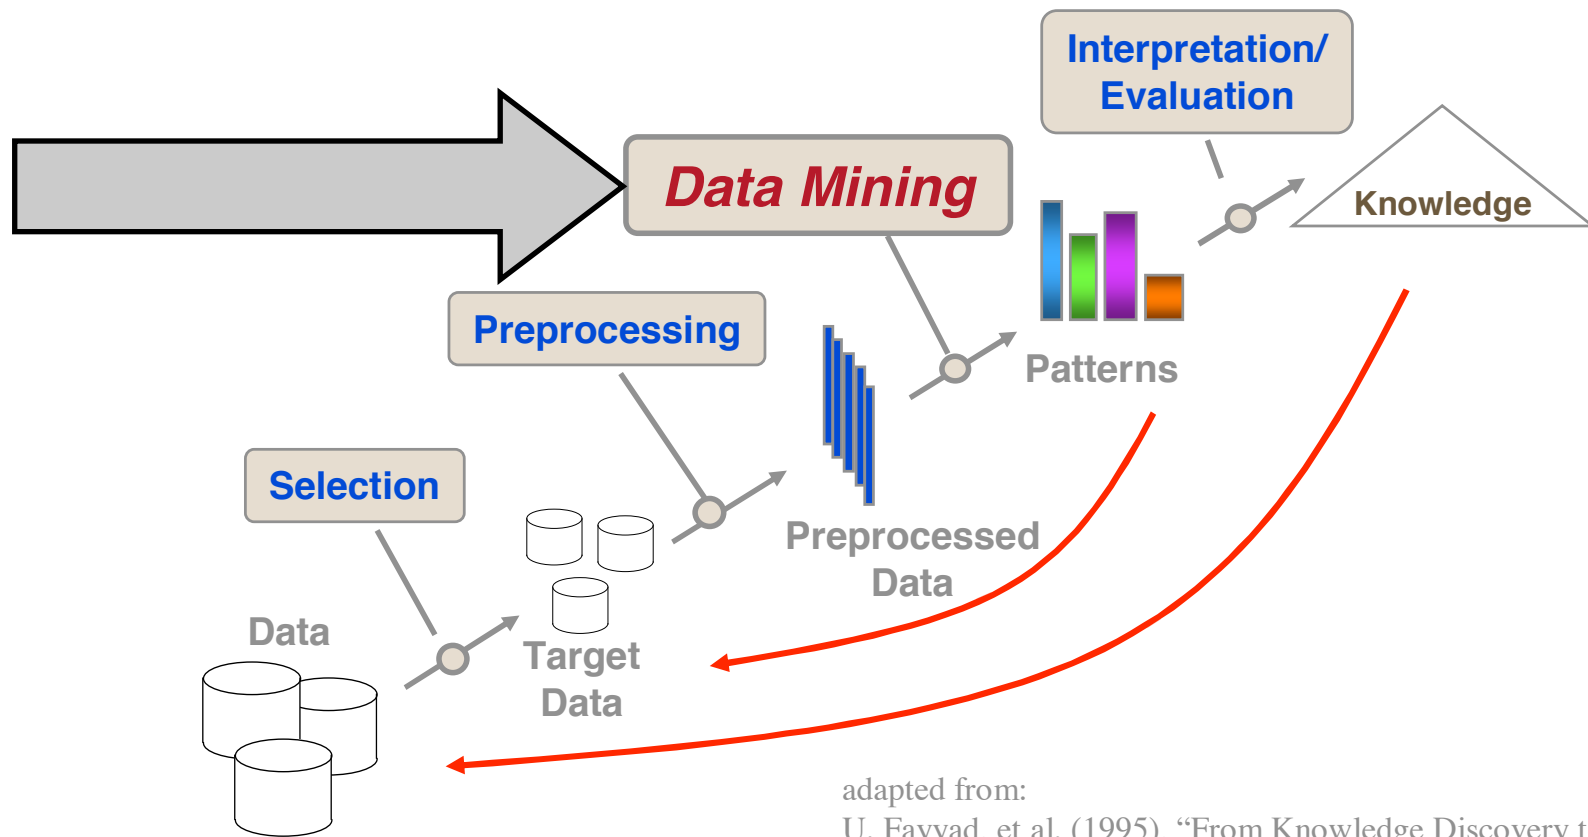 Interpretation/
Evaluation
Data Mining
Knowledge
Preprocessing
Patterns
Selection
Preprocessed
Data
Data
Target
Data
adapted from:
U. Fayyad, et al. (1995), “From Knowledge Discovery t